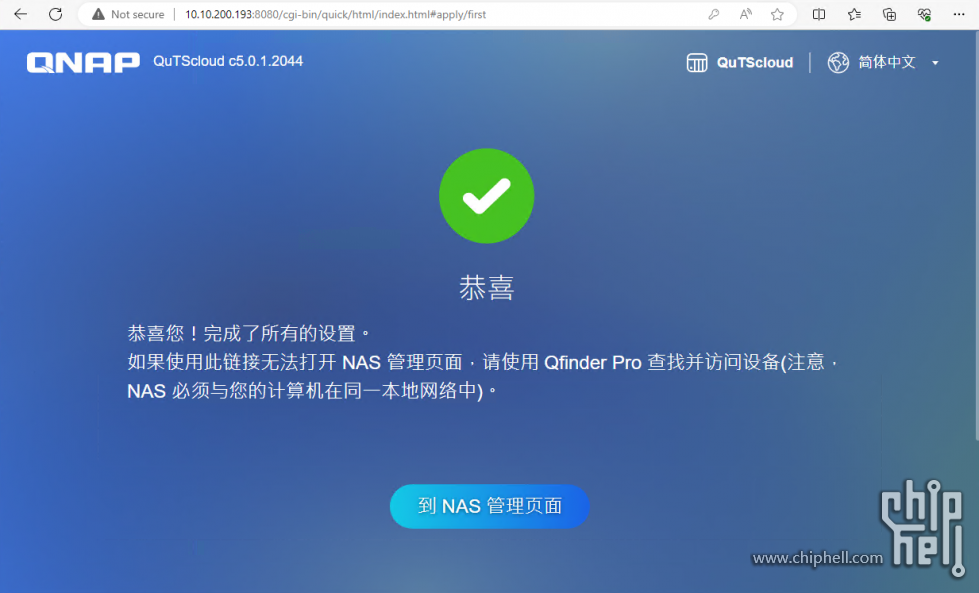 Not secure
10.10.200.193:8080/cgi-bin/quick/html/index.html#apply/first
QNAP QuTScloud c5.0.1.2044
QuTScloud
简体中文
恭喜
恭喜您！完成了所有的设置。
如果使用此链接无法打开 NAS 管理页面，请使用 Qfinder Pro 查找并访问设备(注意，
NAS 必须与您的计算机在同一本地网络中)。
到 NAS 管理页面
www.chiphell.com
chip
hell